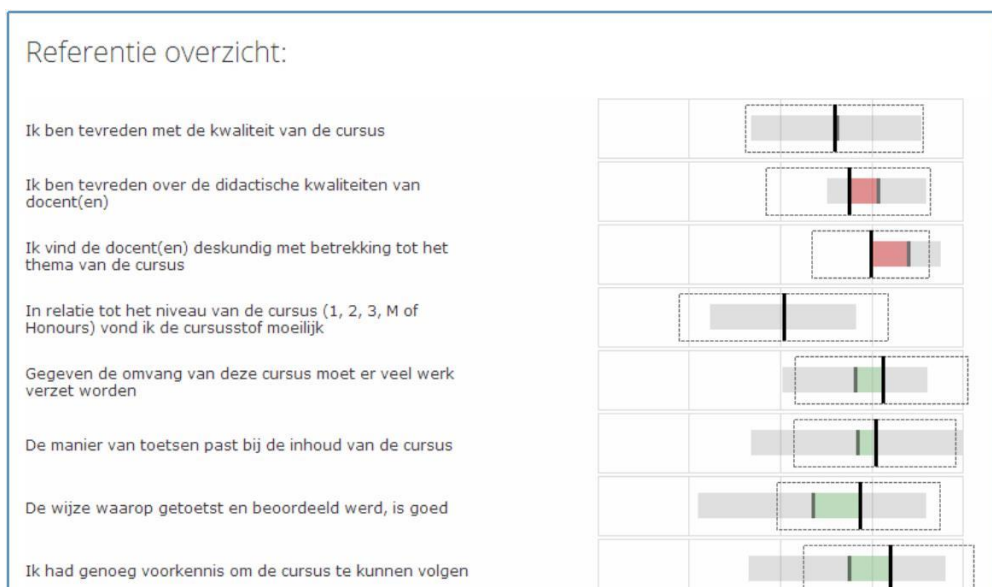 Referentie overzicht:
Ik ben tevreden met de kwaliteit van de cursus
Ik ben tevreden over de didactische kwaliteiten van
docent(en)
Ik vind de docent(en) deskundig met betrekking tot het
thema van de cursus
In relatie tot het niveau van de cursus (1, 2, 3, M of
Honours) vond ik de cursusstof moeilijk
Gegeven de omvang van deze cursus moet er veel werk
verzet worden
De manier van toetsen past bij de inhoud van de cursus
De wijze waarop getoetst en beoordeeld werd, is goed
Ik had genoeg voorkennis om de cursus te kunnen volgen